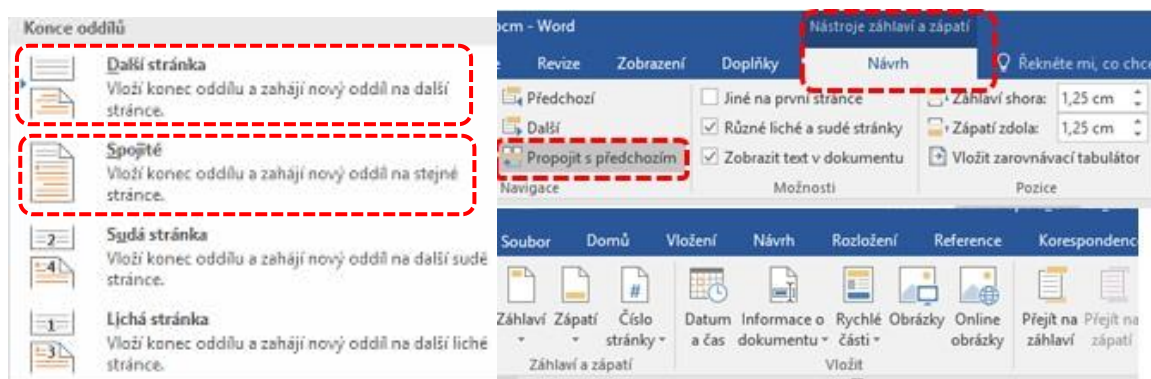 Konce oddílů
Další stránka
Vloží konec oddílu a zahájí nový oddíl na další
stránce.
Spojitě
Vloží konec oddílu a zahájí nový oddíl na stejné
stránce.
Sudá stránka
Vloží konec oddílu a zahájí nový oddíl na další sudé
stránce.
Lichá stránka
Vloží konec oddílu a zahájí nový oddíl na další liché
stránce.
ocm - Word
Nástroje záhlaví a zápatí
e Revize Zobrazení Doplňky Návrh Řekněte mi, co chce
Předchozí
Další
Propojit s předchozím
Navigace
Jiné na první stránce
Různé liché a sudé stránky
Zobrazit text v dokumentu
Možnosti
Záhlaví shora: 1,25 cm
Zápatí zdola: 1,25 cm
Vložit zarovnávací tabulátor
Pozice
Soubor Domů Vložení Návrh Rozložení Reference Korespondenc
Záhlaví Zápatí Číslo Datum Informace o Rychlé Obrázky Online Přejít na Přejít na
stránky a čas dokumentu části obrázky záhlaví zápatí
Záhlaví a zápatí Vložit